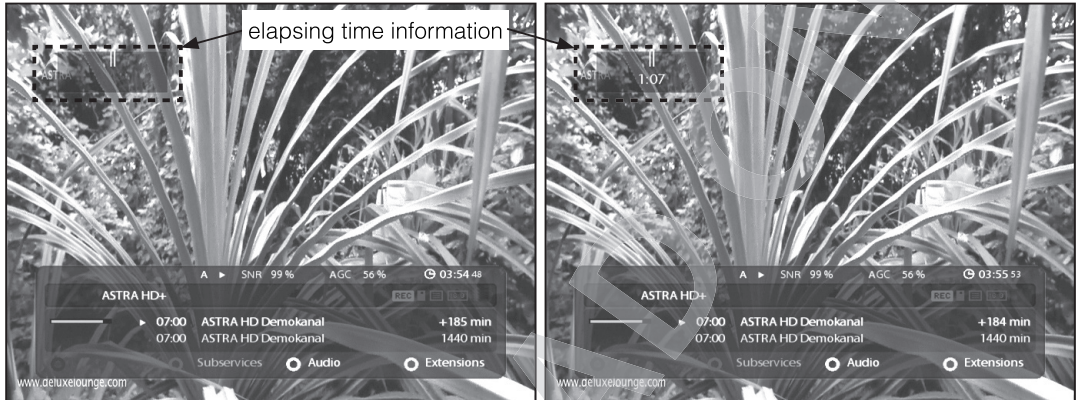 elapsing time information
ASTRA
A ► SNR 99 % AGC 56 % 03:54 48
ASTRA HD+
REC
► 07:00 ASTRA HD Demokanal +185 min
07:00 ASTRA HD Demokanal 1440 min
Subservices Audio Extensions
www.deluxelounge.com
1:07
A ► SNR 99 % AGC 56 % 03:55 53
ASTRA HD+
REC
► 07:00 ASTRA HD Demokanal +184 min
07:00 ASTRA HD Demokanal 1440 min
Subservices Audio Extensions
www.deluxelounge.com